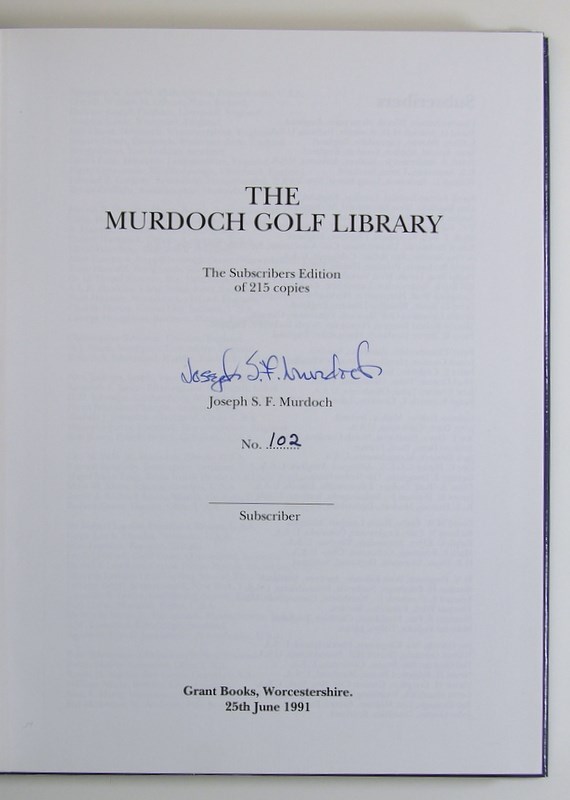 THE
MURDOCH GOLF LIBRARY
The Subscribers Edition
of 215 copies
Joseph S.F. Murdoch
Joseph S. F. Murdoch
No. 102
Subscriber
Grant Books, Worcestershire.
25th June 1991